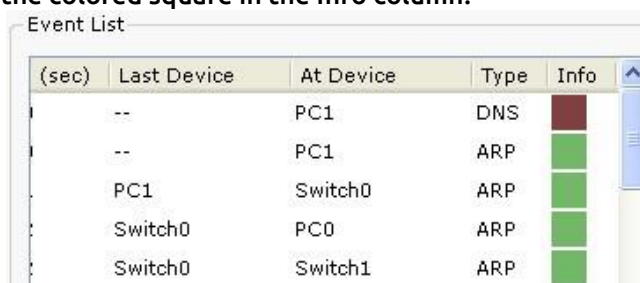 the colored square in the Info column.
Event List
(sec) Last Device At Device Type Info
-- PC1 DNS
-- PC1 ARP
PC1 Switch0 ARP
Switch0 PC0 ARP
Switch0 Switch1 ARP